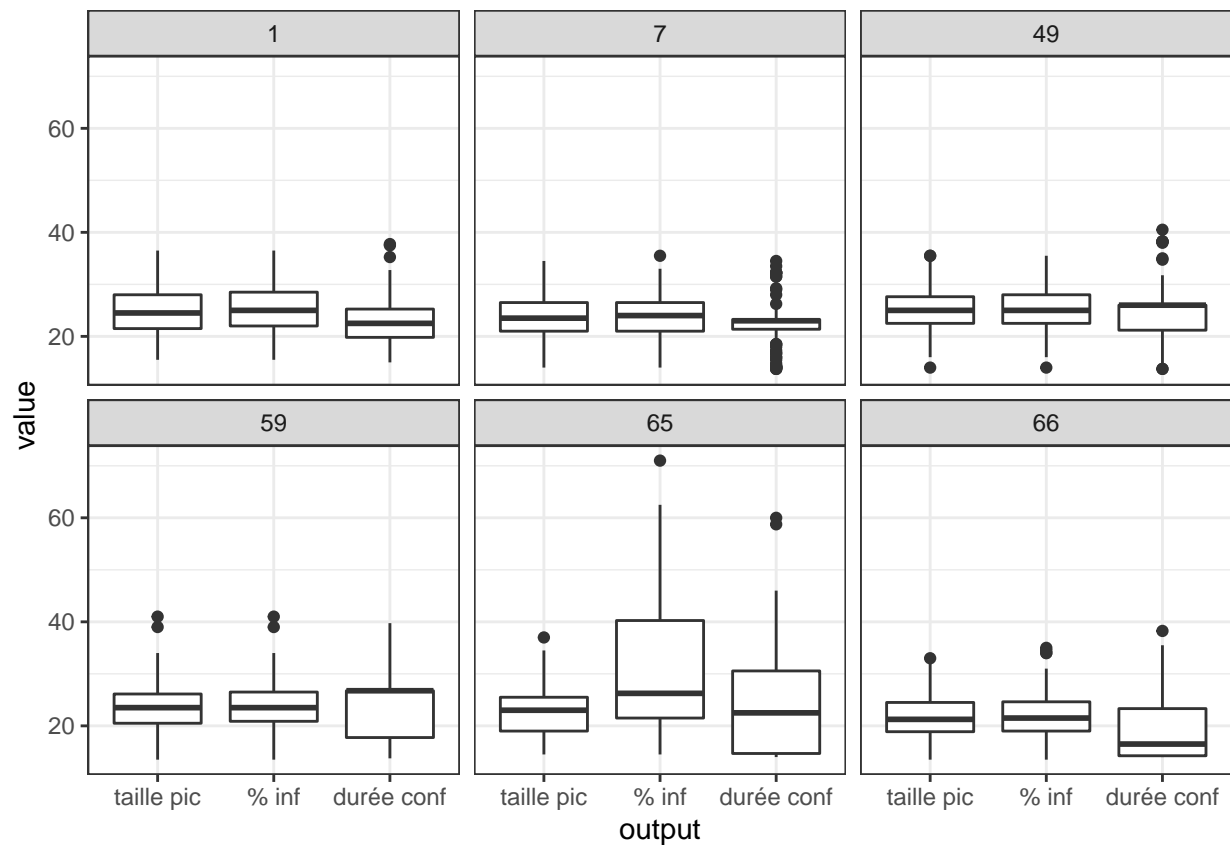 1 7 49
60
40
20
59 65 66
60
40
20
taille pic % inf durée conf taille pic % inf durée conf taille pic % inf durée conf
output
value